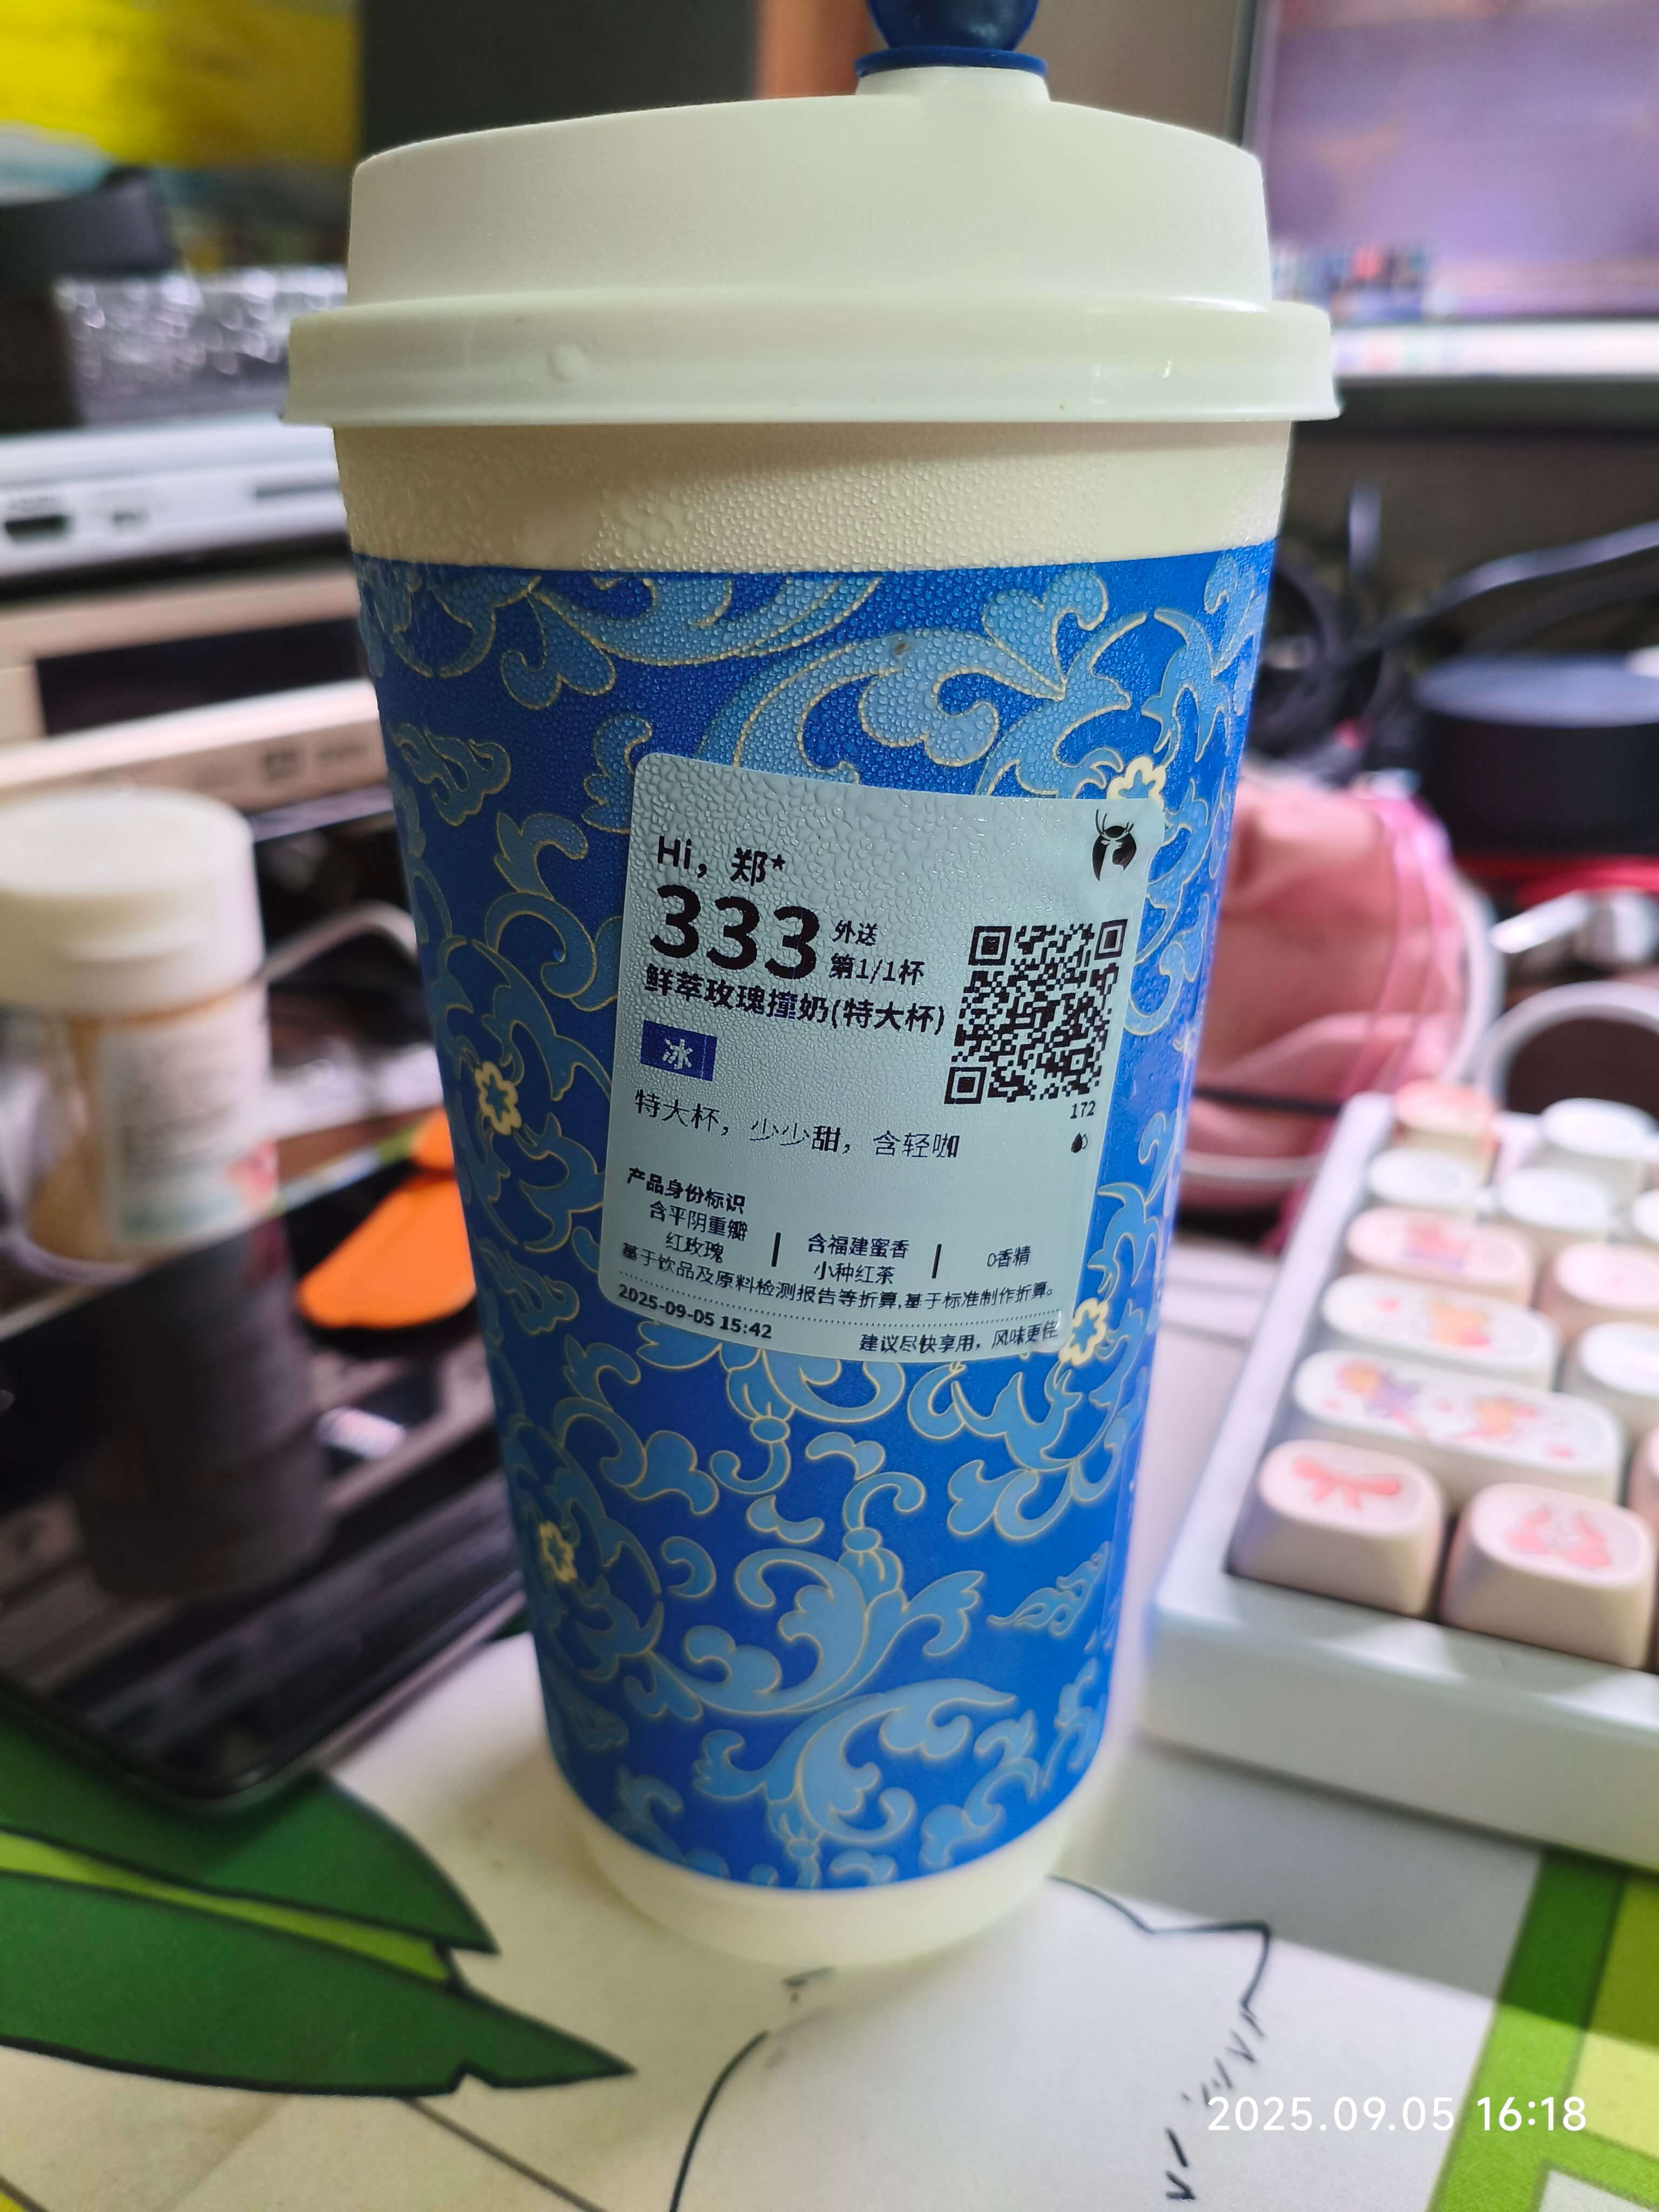 Hi，郑*
333 外送
第1/1杯
鲜萃玫瑰撞奶(特大杯)
冰
特大杯，少少甜，含轻咖
172
产品身份标识
含平阴重瓣
红玫瑰
含福建蜜香
小种红茶
0香精
基于饮品及原料检测报告等折算,基于标准制作折算。
2025-09-05 15:42
建议尽快享用，风味更佳
2025.09.05 16:18